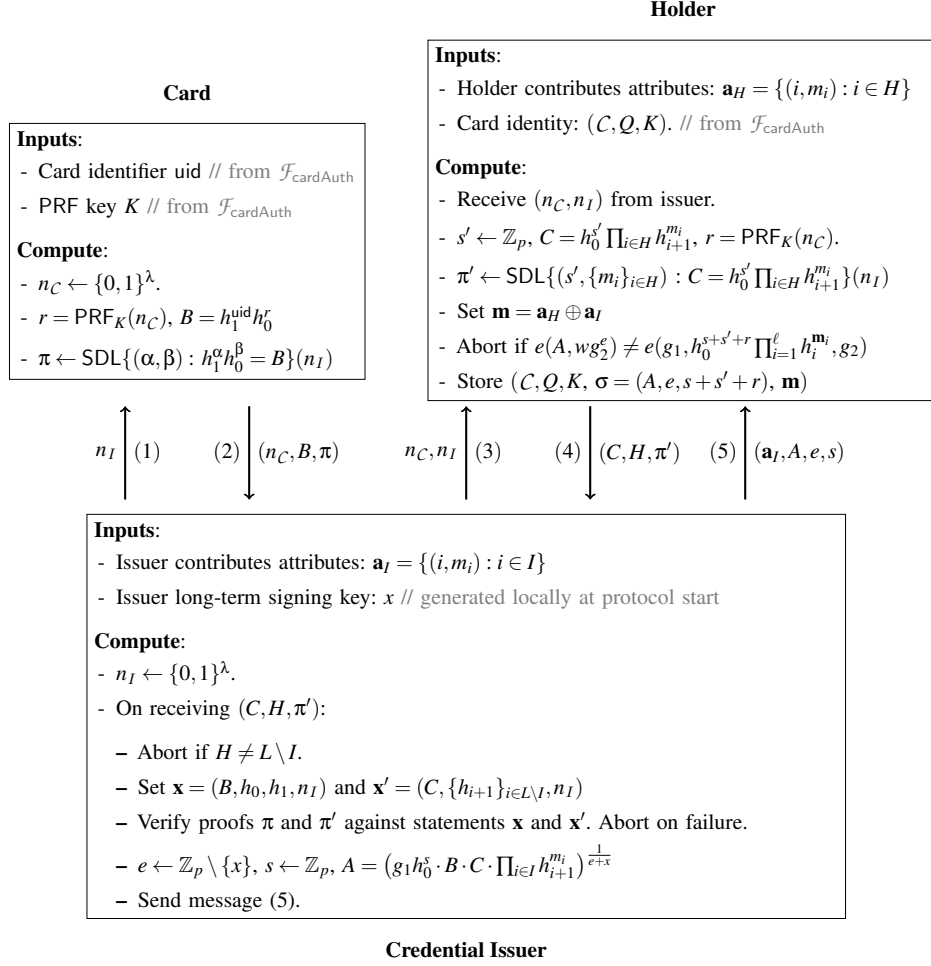 Holder
Inputs:
- Holder contributes attributes: a_H = {(i, m_i) : i ∈ H}
- Card identity: (𝒞, Q, K). // from ℱ_cardAuth
Compute:
- Receive (n_𝒞, n_I) from issuer.
- s′ ← ℤ_p, C = h_0^{s′} ∏_{i∈H} h_{i+1}^{m_i}, r = PRF_K(n_𝒞).
- π′ ← SDL{(s′, {m_i}_{i∈H}) : C = h_0^{s′} ∏_{i∈H} h_{i+1}^{m_i}}(n_I)
- Set m = a_H ⊕ a_I
- Abort if e(A, wg_2^e) ≠ e(g_1, h_0^{s+s′+r} ∏_{i=1}^{ℓ} h_i^{m_i}, g_2)
- Store (𝒞, Q, K, σ = (A, e, s + s′ + r), m)
Card
Inputs:
- Card identifier uid // from ℱ_cardAuth
- PRF key K // from ℱ_cardAuth
Compute:
- n_𝒞 ← {0, 1}^λ.
- r = PRF_K(n_𝒞), B = h_1^{uid} h_0^r
- π ← SDL{(α, β) : h_1^α h_0^β = B}(n_I)
n_I (1)
(2) (n_𝒞, B, π)
n_𝒞, n_I (3)
(4) (C, H, π′)
(5) (a_I, A, e, s)
Inputs:
- Issuer contributes attributes: a_I = {(i, m_i) : i ∈ I}
- Issuer long-term signing key: x // generated locally at protocol start
Compute:
- n_I ← {0, 1}^λ.
- On receiving (C, H, π′):
– Abort if H ≠ L \ I.
– Set x = (B, h_0, h_1, n_I) and x′ = (C, {h_{i+1}}_{i∈L\I}, n_I)
– Verify proofs π and π′ against statements x and x′. Abort on failure.
– e ← ℤ_p \ {x}, s ← ℤ_p, A = (g_1 h_0^s · B · C · ∏_{i∈I} h_{i+1}^{m_i})^{1/(e+x)}
– Send message (5).
Credential Issuer